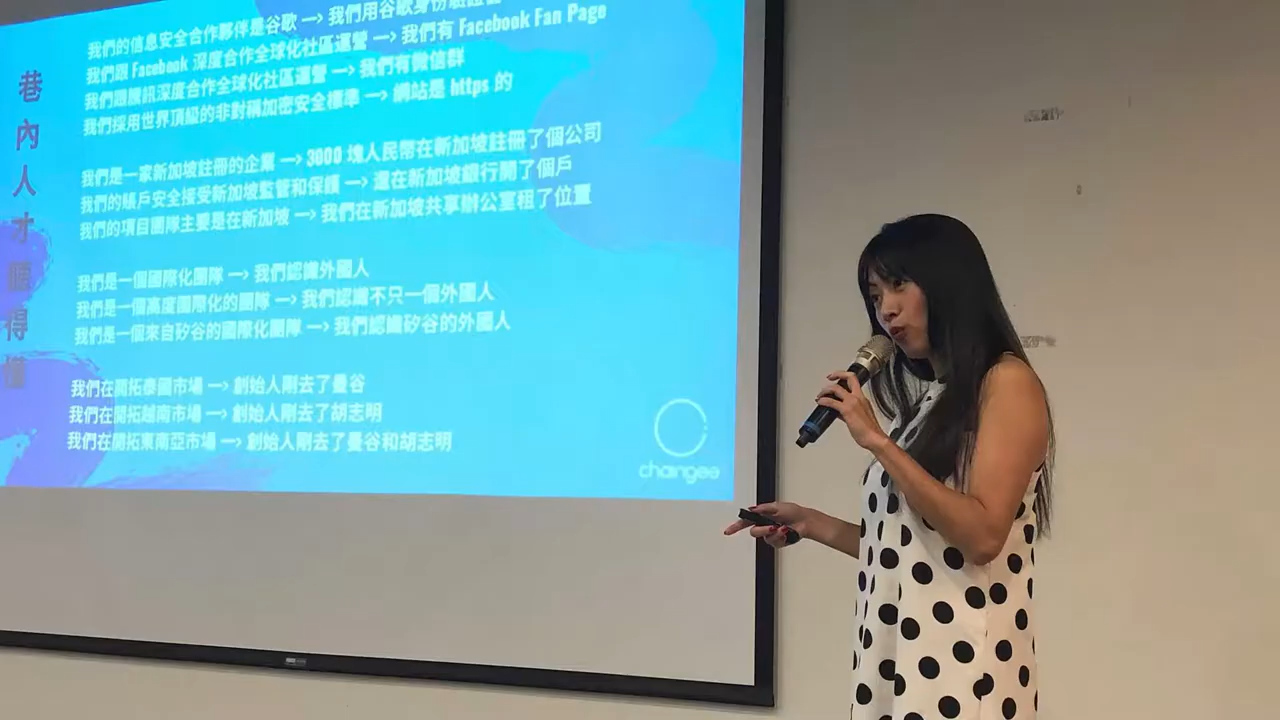 巷內人才懂得懂
我們的信息安全合作夥伴是谷歌 —> 我們用谷歌身份驗證器
我們跟 Facebook 深度合作全球化社區運營 —> 我們有 Facebook Fan Page
我們跟騰訊深度合作全球化社區運營 —> 我們有微信群
我們採用世界頂級的非對稱加密安全標準 —> 網站是 https 的
我們是一家新加坡註冊的企業 —> 3000 塊人民幣在新加坡註冊了個公司
我們的賬戶安全接受新加坡監管和保護 —> 還在新加坡銀行開了個戶
我們的項目團隊主要是在新加坡 —> 我們在新加坡共享辦公室租了位置
我們是一個國際化團隊 —> 我們認識外國人
我們是一個高度國際化的團隊 —> 我們認識不只一個外國人
我們是一個來自矽谷的國際化團隊 —> 我們認識矽谷的外國人
我們在開拓泰國市場 —> 創始人剛去了曼谷
我們在開拓越南市場 —> 創始人剛去了胡志明
我們在開拓東南亞市場 —> 創始人剛去了曼谷和胡志明
chaingee